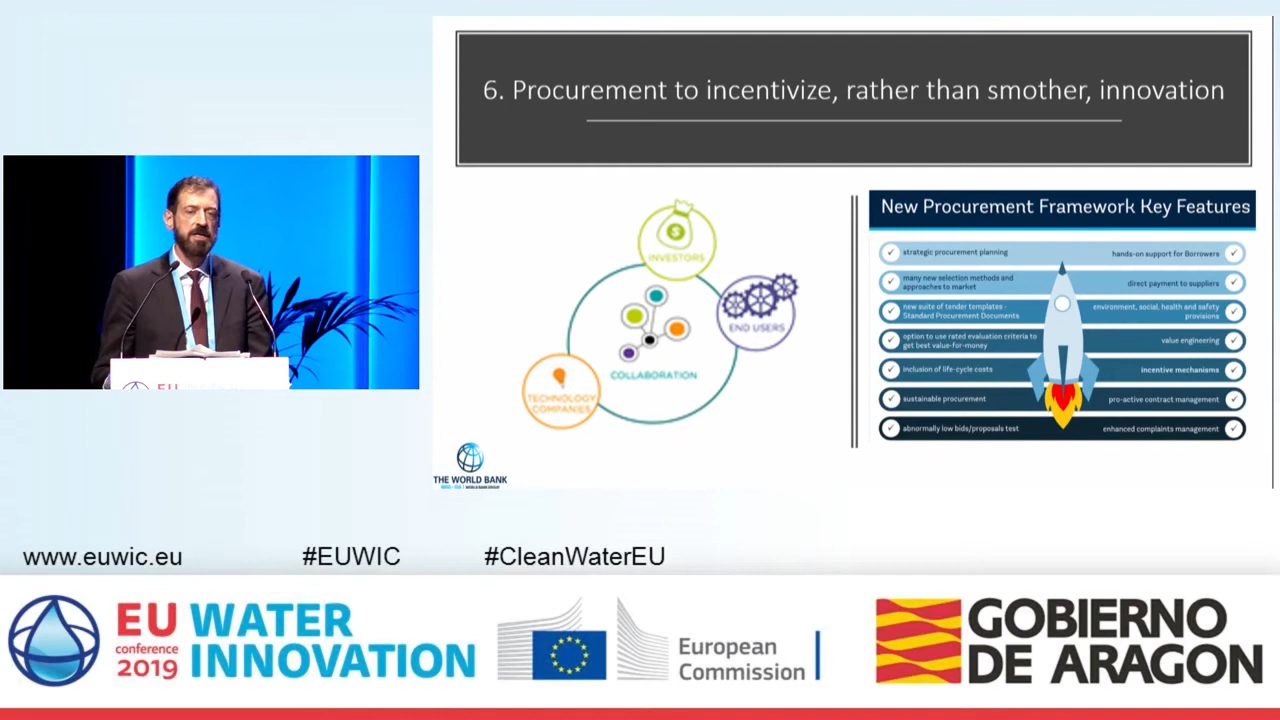 6. Procurement to incentivize, rather than smother, innovation
INVESTORS
END USERS
COLLABORATION
TECHNOLOGY
COMPANIES
THE WORLD BANK
New Procurement Framework Key Features
strategic procurement planning
many new selection methods and
approaches to market
new suite of tender templates -
Standard Procurement Documents
option to use rated evaluation criteria to
get best value-for-money
inclusion of life-cycle costs
sustainable procurement
abnormally low bids/proposals test
hands-on support for Borrowers
direct payment to suppliers
environment, social, health and safety
provisions
value engineering
incentive mechanisms
pro-active contract management
enhanced complaints management
EU
www.euwic.eu
#EUWIC
#CleanWaterEU
EU WATER
conference
2019 INNOVATION
European
Commission
GOBIERNO
DE ARAGON